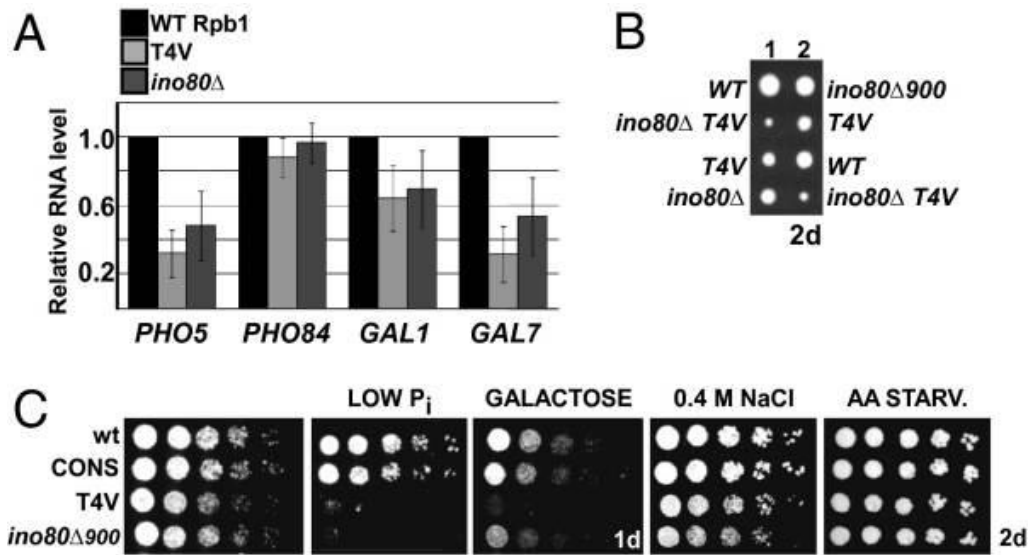 A
WT Rpb1
T4V
ino80Δ
Relative RNA level
1.0
0.6
0.2
PHO5 PHO84 GAL1 GAL7
B
1 2
WT ino80Δ900
ino80Δ T4V T4V
T4V WT
ino80Δ ino80Δ T4V
2d
C
LOW Pi GALACTOSE 0.4 M NaCl AA STARV.
wt
CONS
T4V
ino80Δ900 1d 2d